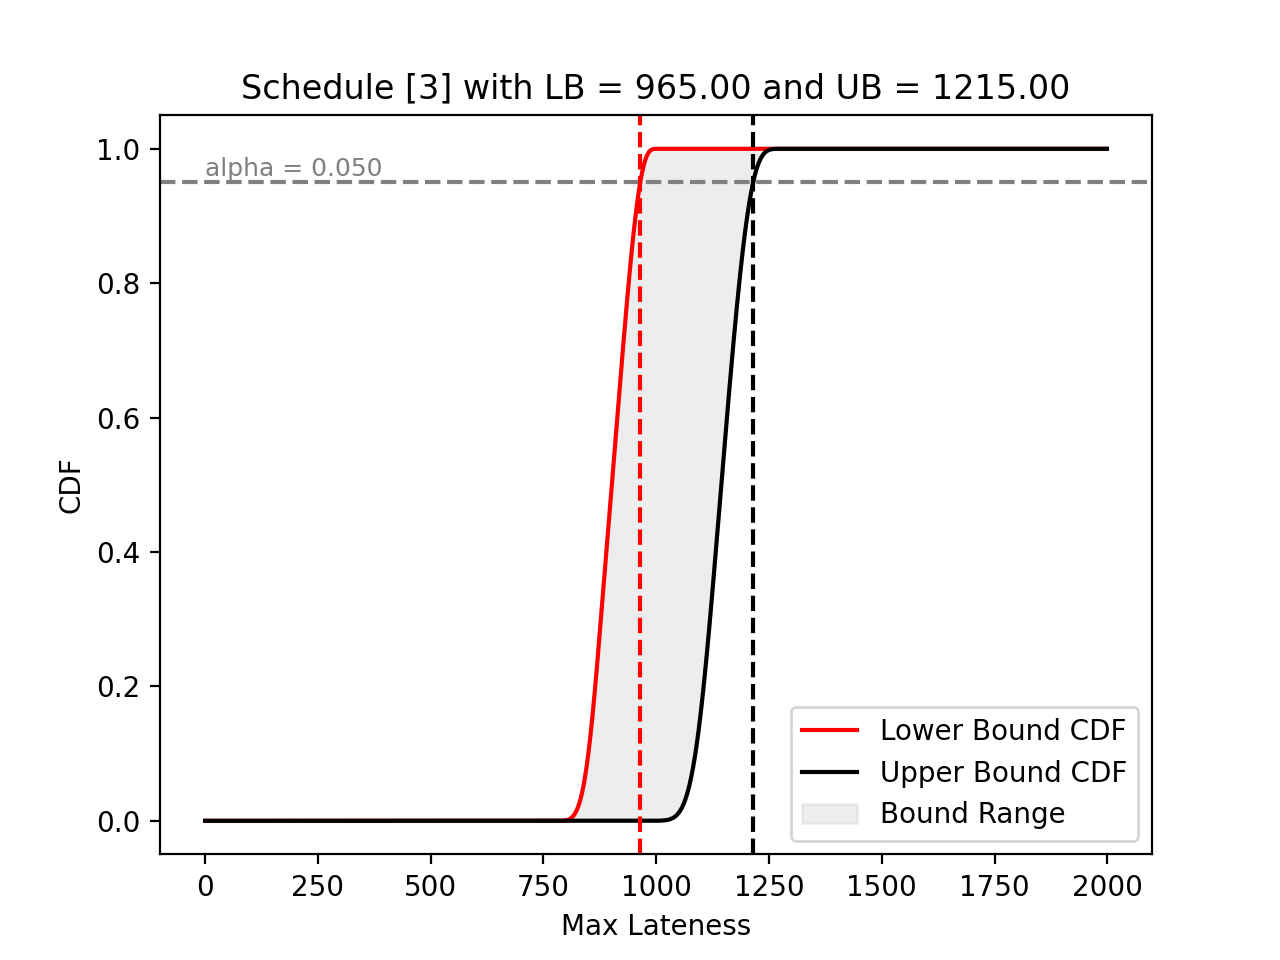 Schedule [3] with LB = 965.00 and UB = 1215.00
1.0
alpha = 0.050
0.8
0.6
CDF
0.4
0.2
Lower Bound CDF
Upper Bound CDF
Bound Range
0.0
0 250 500 750 1000 1250 1500 1750 2000
Max Lateness